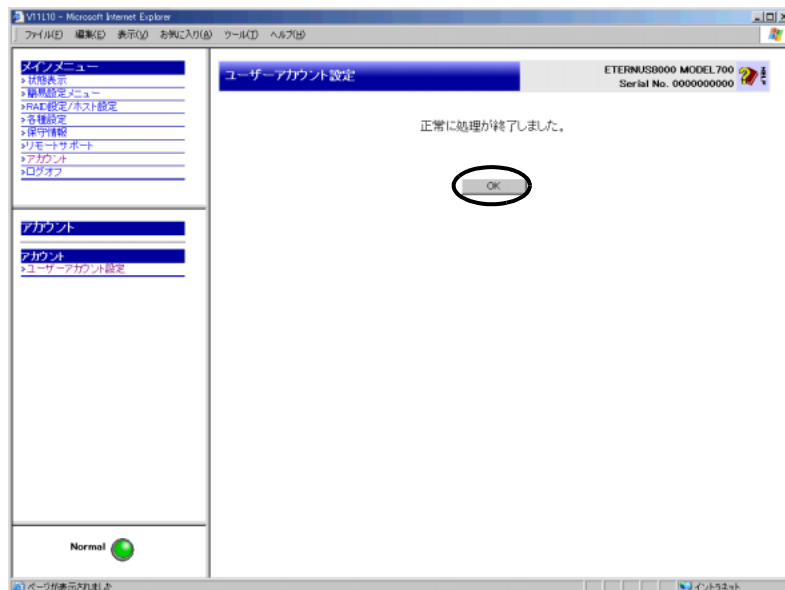 V11L10 - Microsoft Internet Explorer
ファイル(F) 編集(E) 表示(V) お気に入り(A) ツール(T) ヘルプ(H)
メインメニュー
>状態表示
>簡易設定メニュー
>RAID設定/ホスト設定
>各種設定
>保守情報
>リモートサポート
>アカウント
>ログオフ
アカウント
アカウント
>ユーザーアカウント設定
Normal
ユーザーアカウント設定
ETERNUS8000 MODEL700
Serial No. 0000000000
正常に処理が終了しました。
OK
ページが表示されました
イントラネット